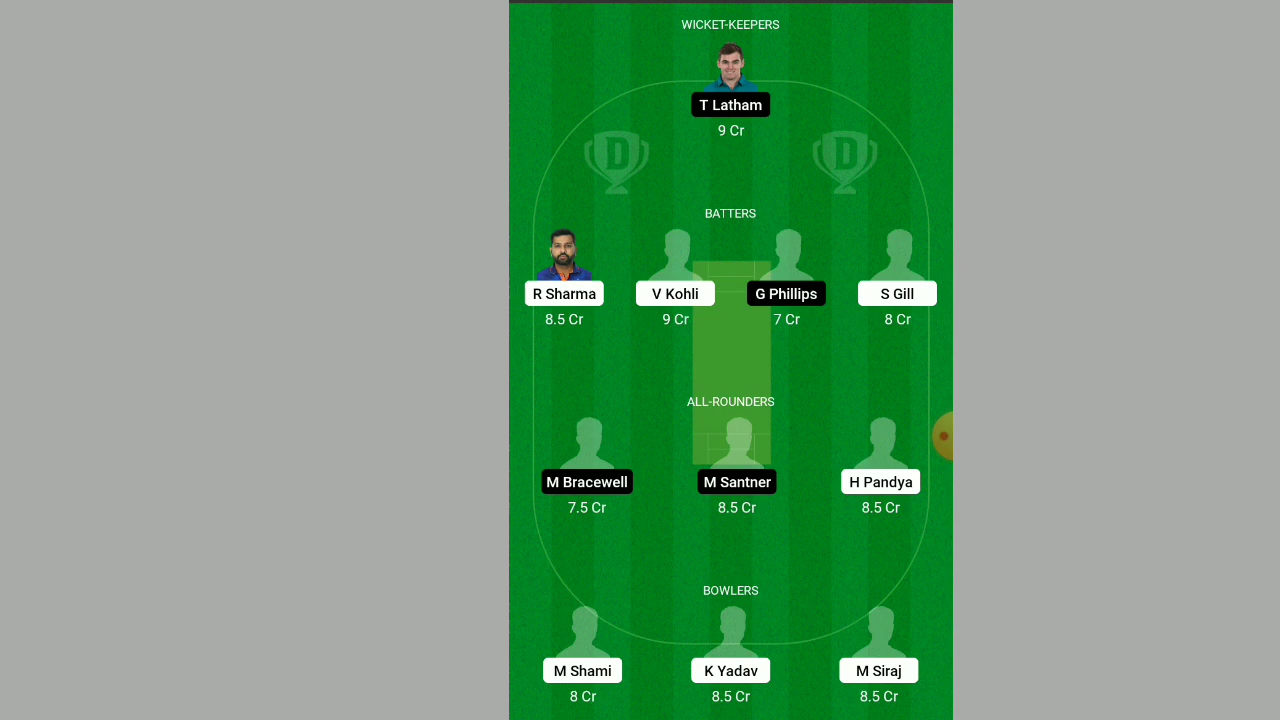 WICKET-KEEPERS
T Latham
9 Cr
D D
BATTERS
R Sharma V Kohli G Phillips S Gill
8.5 Cr 9 Cr 7 Cr 8 Cr
ALL-ROUNDERS
M Bracewell M Santner H Pandya
7.5 Cr 8.5 Cr 8.5 Cr
BOWLERS
M Shami K Yadav M Siraj
8 Cr 8.5 Cr 8.5 Cr